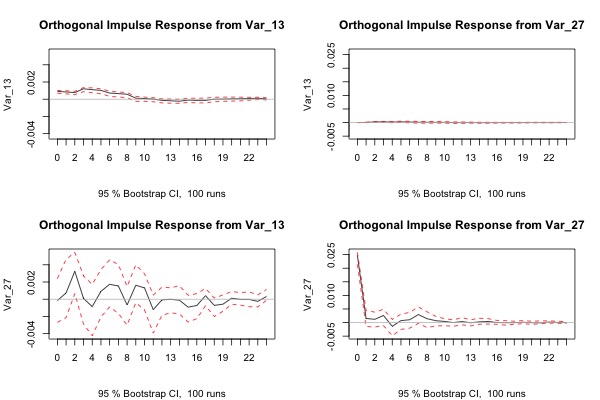 Orthogonal Impulse Response from Var_13
Var_13
0.002
-0.004
0 2 4 6 8 10 13 16 19 22
95 % Bootstrap CI, 100 runs
Orthogonal Impulse Response from Var_27
Var_13
0.025
0.010
-0.005
0 2 4 6 8 10 13 16 19 22
95 % Bootstrap CI, 100 runs
Orthogonal Impulse Response from Var_13
Var_27
0.002
-0.004
0 2 4 6 8 10 13 16 19 22
95 % Bootstrap CI, 100 runs
Orthogonal Impulse Response from Var_27
Var_27
0.025
0.010
-0.005
0 2 4 6 8 10 13 16 19 22
95 % Bootstrap CI, 100 runs